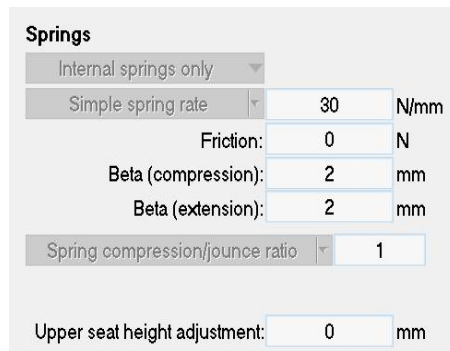 Springs
Internal springs only
Simple spring rate 30 N/mm
Friction: 0 N
Beta (compression): 2 mm
Beta (extension): 2 mm
Spring compression/jounce ratio 1
Upper seat height adjustment: 0 mm